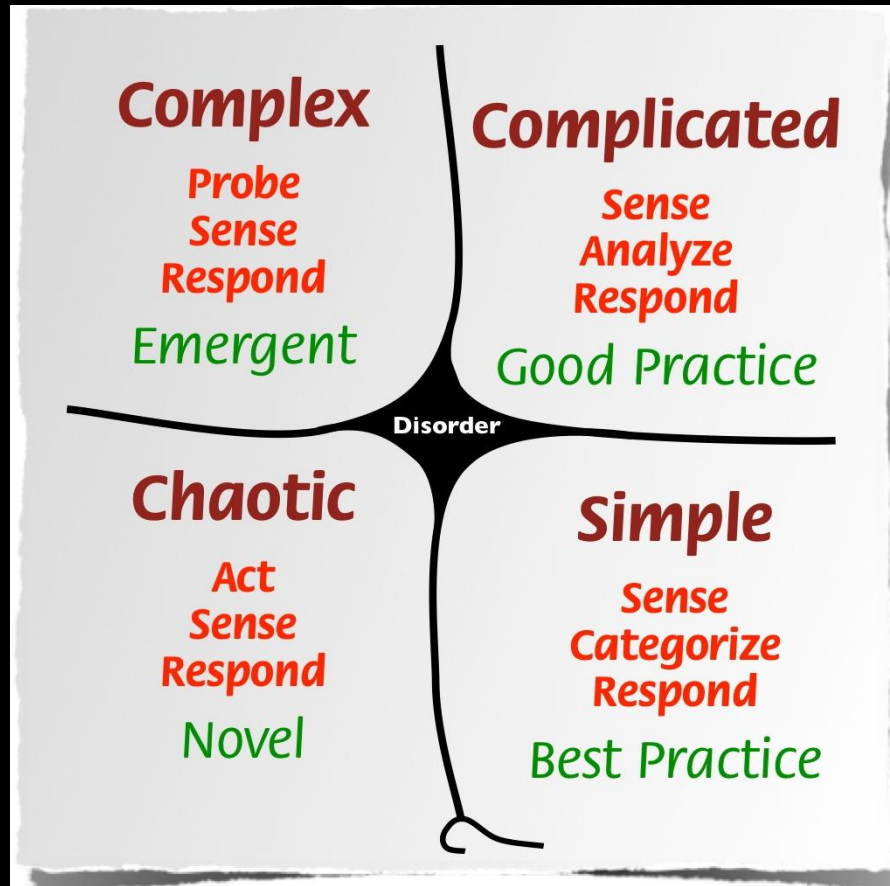 Complex
Probe
Sense
Respond
Emergent
Complicated
Sense
Analyze
Respond
Good Practice
Disorder
Chaotic
Act
Sense
Respond
Novel
Simple
Sense
Categorize
Respond
Best Practice